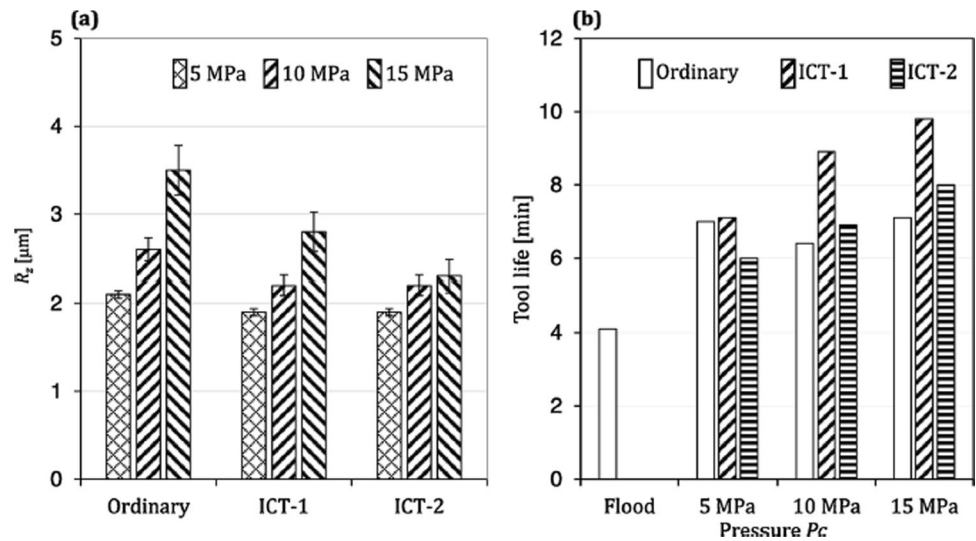 (a)
5
4
3
2
1
0
R_z [µm]
5 MPa 10 MPa 15 MPa
Ordinary ICT-1 ICT-2
(b)
12
10
8
6
4
2
0
Tool life [min]
Ordinary ICT-1 ICT-2
Flood 5 MPa 10 MPa 15 MPa
Pressure Pc